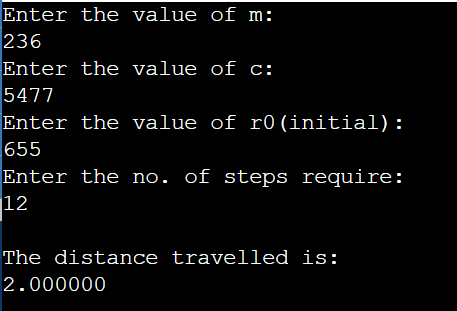 Enter the value of m:
236
Enter the value of c:
5477
Enter the value of r0(initial):
655
Enter the no. of steps require:
12
The distance travelled is:
2.000000